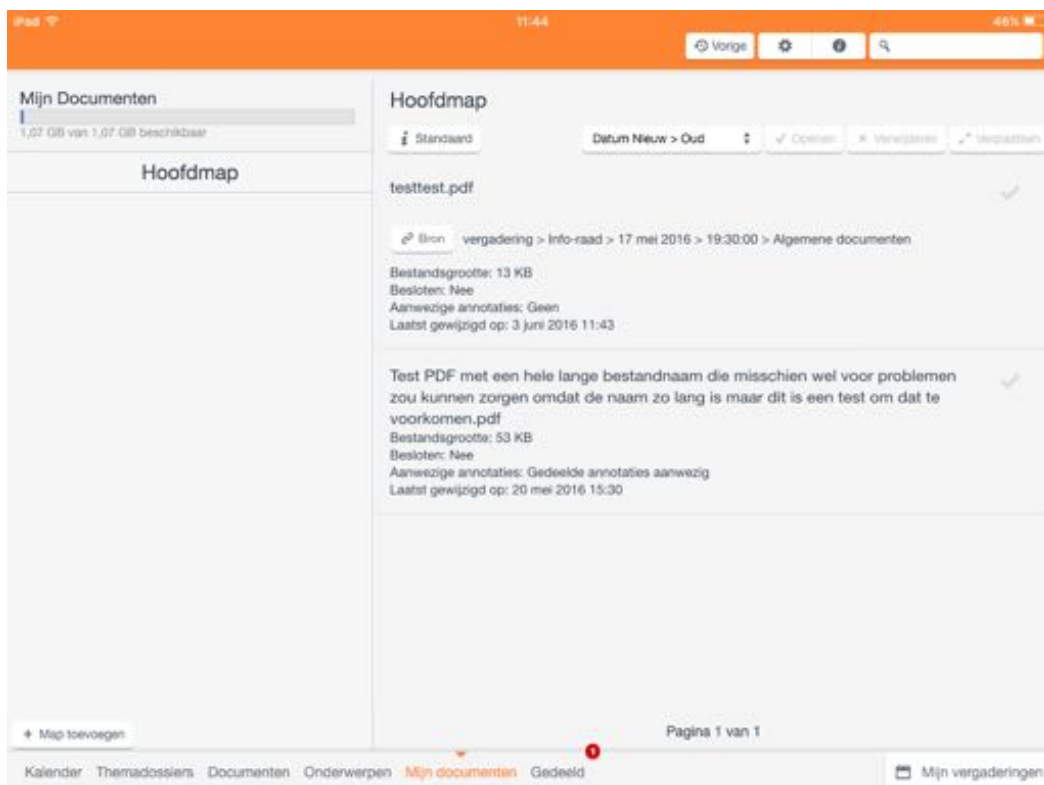 iPad
11:44
46%
Vorige
Mijn Documenten
1,07 GB van 1,07 GB beschikbaar
Hoofdmap
+ Map toevoegen
Hoofdmap
i Standaard
Datum Nieuw > Oud
Openen
Verwijderen
Verplaatsen
testtest.pdf
Bron vergadering > Info-raad > 17 mei 2016 > 19:30:00 > Algemene documenten
Bestandsgrootte: 13 KB
Besloten: Nee
Aanwezige annotaties: Geen
Laatst gewijzigd op: 3 juni 2016 11:43
Test PDF met een hele lange bestandnaam die misschien wel voor problemen
zou kunnen zorgen omdat de naam zo lang is maar dit is een test om dat te
voorkomen.pdf
Bestandsgrootte: 53 KB
Besloten: Nee
Aanwezige annotaties: Gedeelde annotaties aanwezig
Laatst gewijzigd op: 20 mei 2016 15:30
Pagina 1 van 1
Kalender Themadossiers Documenten Onderwerpen Mijn documenten Gedeeld 1
Mijn vergaderingen